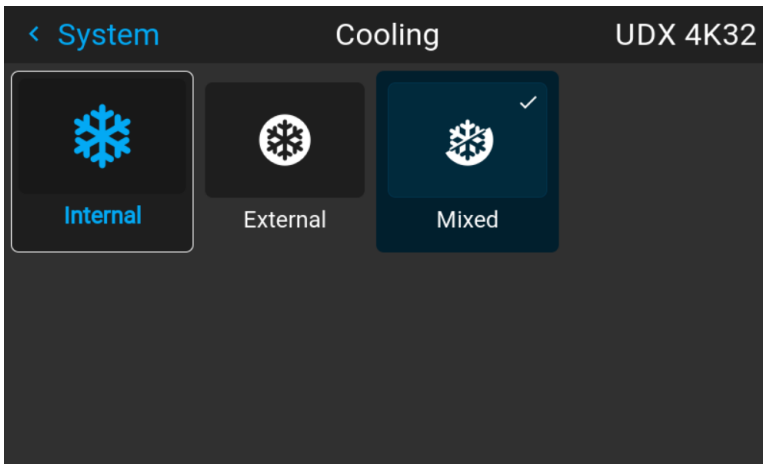 System
Cooling
UDX 4K32
Internal
External
Mixed